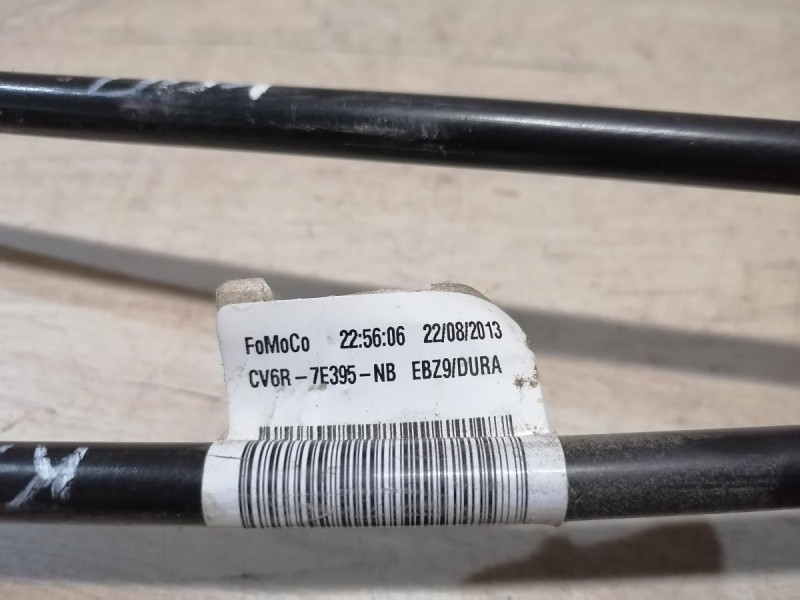 FoMoCo 22:56:06 22/08/2013
CV6R-7E395-NB EBZ9/DURA